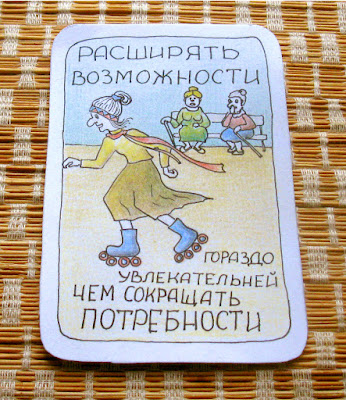 РАСШИРЯТЬ
ВОЗМОЖНОСТИ
ГОРАЗДО
УВЛЕКАТЕЛЬНЕЙ
ЧЕМ СОКРАЩАТЬ
ПОТРЕБНОСТИ